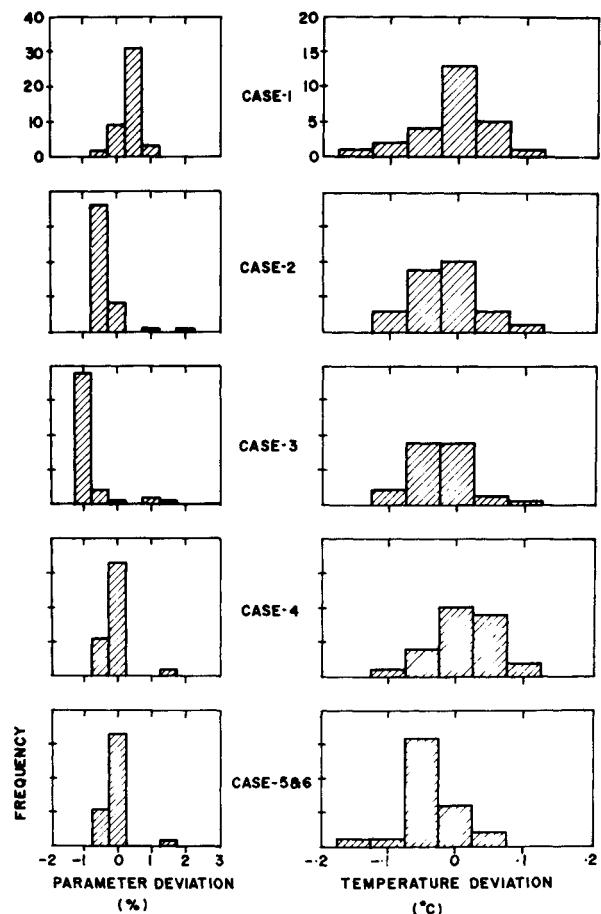 40
30
20
10
0
20
15
10
5
0
CASE-1
CASE-2
CASE-3
CASE-4
CASE-5&6
FREQUENCY
-2 -1 0 1 2 3
-.2 -.1 0 .1 .2
PARAMETER DEVIATION
(%)
TEMPERATURE DEVIATION
(°C)